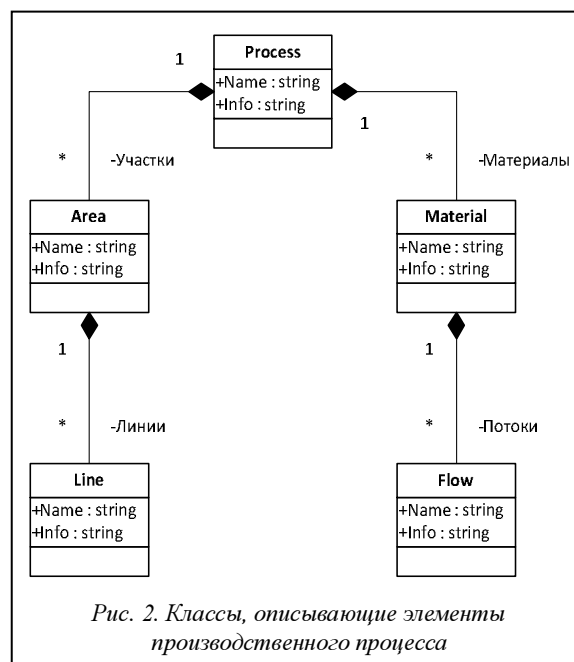 Process
1
+Name : string
+Info : string
1
* -Участки
* -Материалы
Area
Material
+Name : string
+Info : string
+Name : string
+Info : string
1
1
* -Линии
* -Потоки
Line
Flow
+Name : string
+Info : string
+Name : string
+Info : string
Рис. 2. Классы, описывающие элементы
производственного процесса